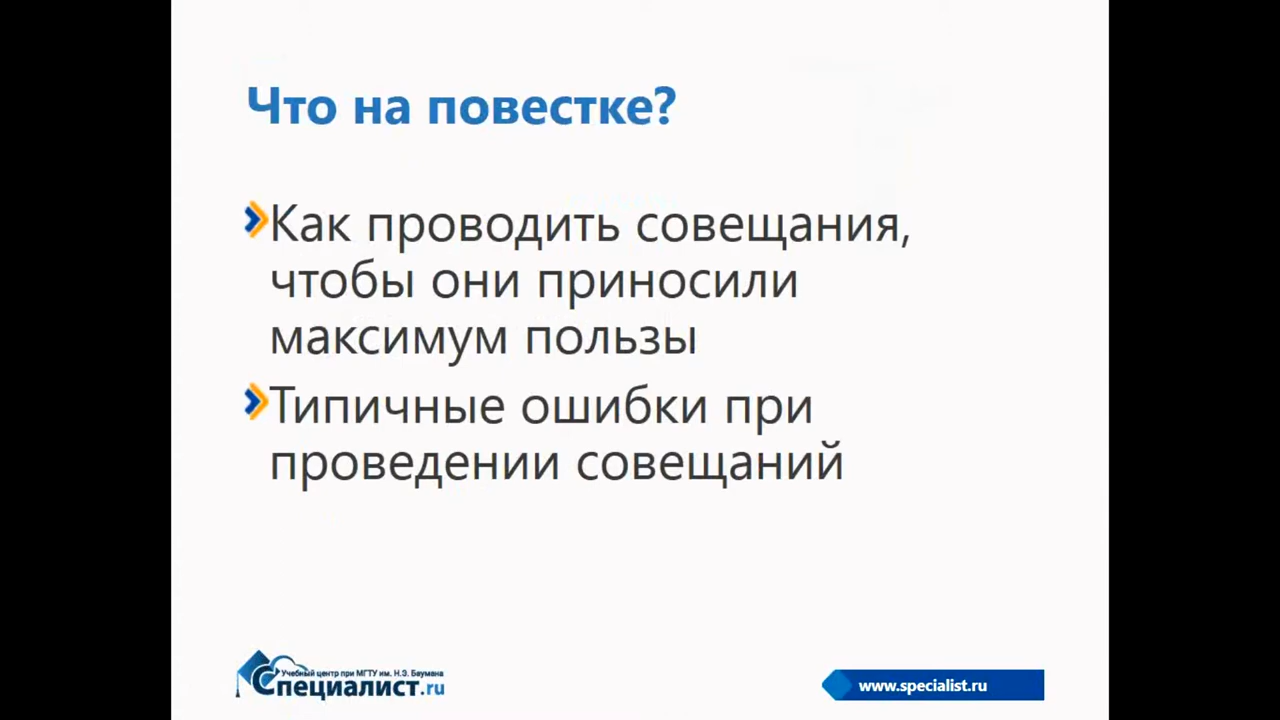 Что на повестке?
Как проводить совещания,
чтобы они приносили
максимум пользы
Типичные ошибки при
проведении совещаний
Учебный центр при МГТУ им. Н.Э. Баумана
Специалист.ru
www.specialist.ru